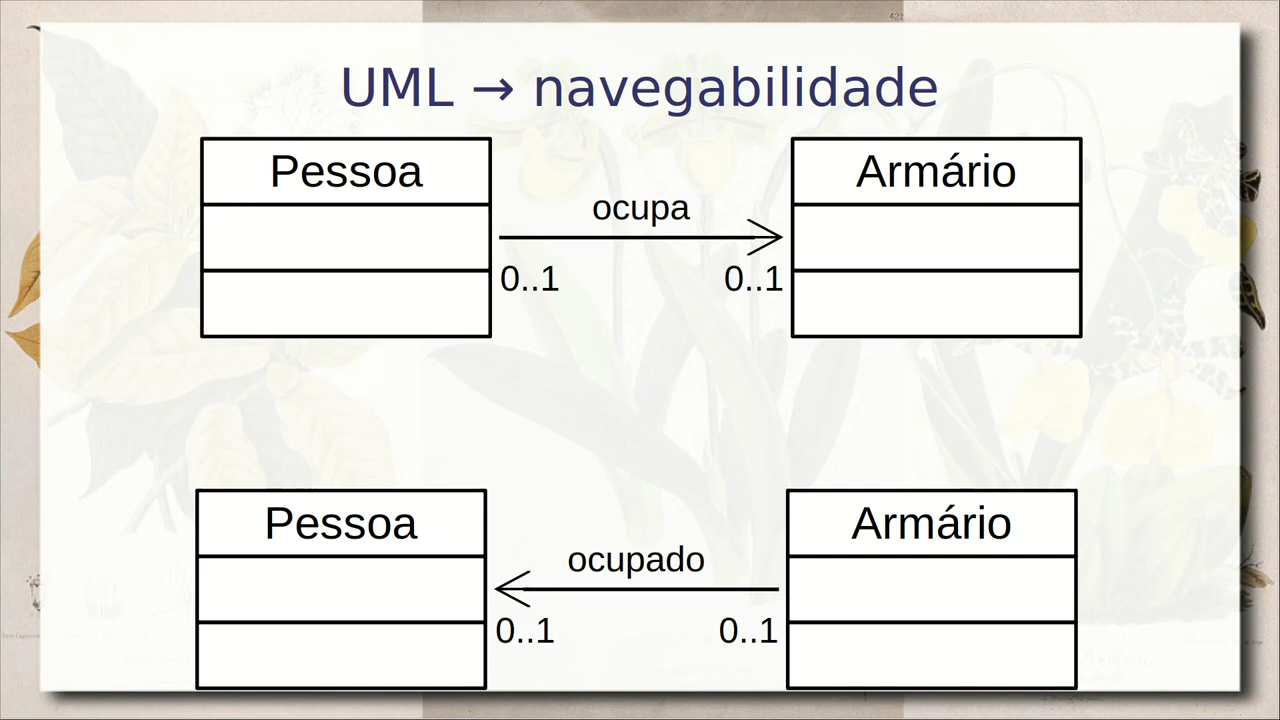 UML → navegabilidade
Pessoa
Armário
ocupa
0..1
0..1
Pessoa
Armário
ocupado
0..1
0..1